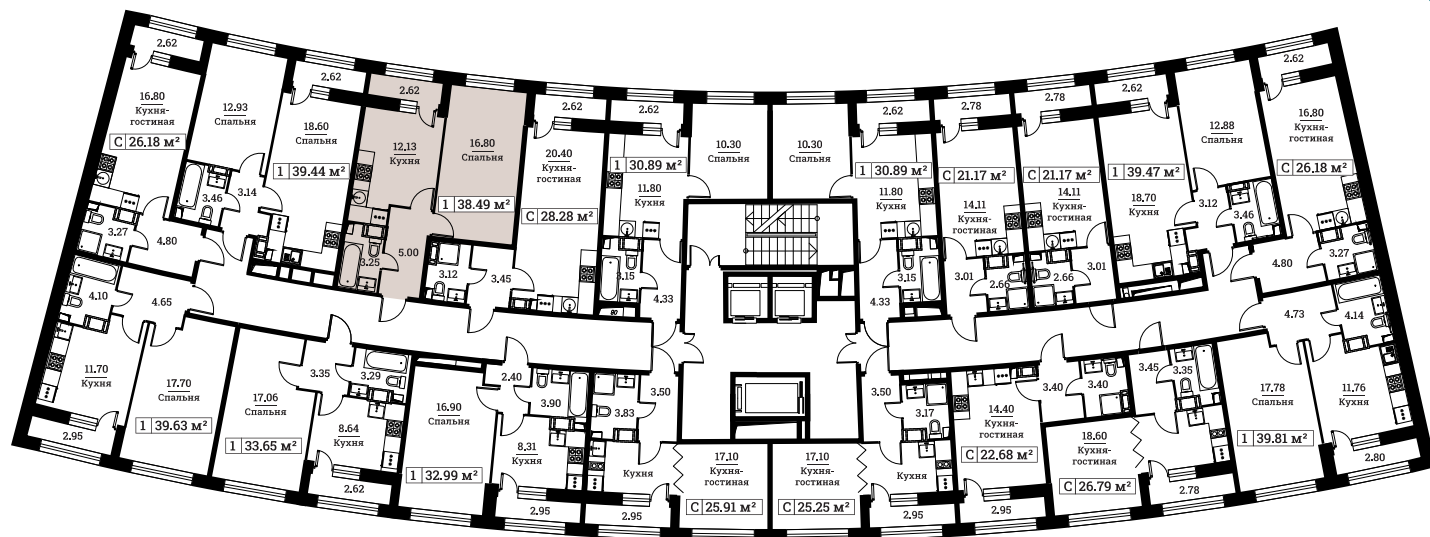 2.62
16.80
Кухня-
гостиная
С 26.18 м²
3.27
4.80
12.93
Спальня
3.46
3.14
2.62
18.60
Спальня
1 39.44 м²
2.62
12.13
Кухня
16.80
Спальня
1 38.49 м²
3.25
5.00
2.62
20.40
Кухня-
гостиная
С 28.28 м²
3.12
3.45
2.62
1 30.89 м²
11.80
Кухня
10.30
Спальня
3.15
4.33
10.30
Спальня
2.62
1 30.89 м²
11.80
Кухня
3.15
4.33
2.78
С 21.17 м²
14.11
Кухня-
гостиная
3.01
2.66
2.78
С 21.17 м²
14.11
Кухня-
гостиная
2.66
3.01
2.62
1 39.47 м²
18.70
Спальня
12.88
Спальня
3.12
3.46
2.62
16.80
Кухня-
гостиная
С 26.18 м²
4.80
3.27
4.10
4.65
11.70
Кухня
17.70
Спальня
1 39.63 м²
2.95
17.06
Спальня
1 33.65 м²
3.35
3.29
8.64
Кухня
2.62
16.90
Спальня
1 32.99 м²
2.40
3.90
8.31
Кухня
2.95
3.83
3.50
Кухня
17.10
Кухня-
гостиная
С 25.91 м²
2.95
17.10
Кухня-
гостиная
С 25.25 м²
3.50
3.17
Кухня
2.95
14.40
Кухня-
гостиная
С 22.68 м²
3.40
3.40
2.95
18.60
Кухня-
гостиная
С 26.79 м²
3.45
3.35
2.78
17.78
Спальня
1 39.81 м²
4.73
4.14
11.76
Кухня
2.80